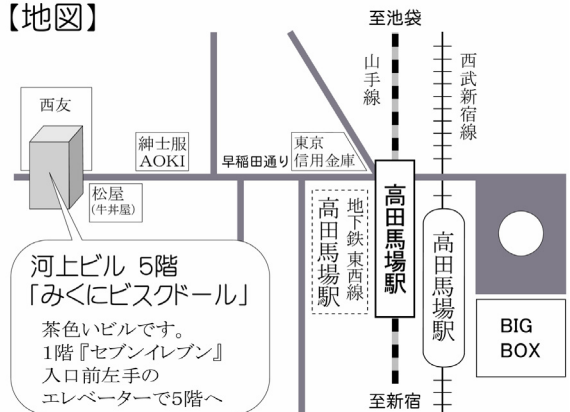 【地図】
至池袋
山手線
西武新宿線
西友
紳士服
AOKI
早稲田通り
東京
信用金庫
松屋
(牛丼屋)
地下鉄 東西線
高田馬場駅
高田馬場駅
高田馬場駅
BIG
BOX
河上ビル 5階
「みくにビスクドール」
茶色いビルです。
1階『セブンイレブン』
入口前左手の
エレベーターで5階へ
至新宿